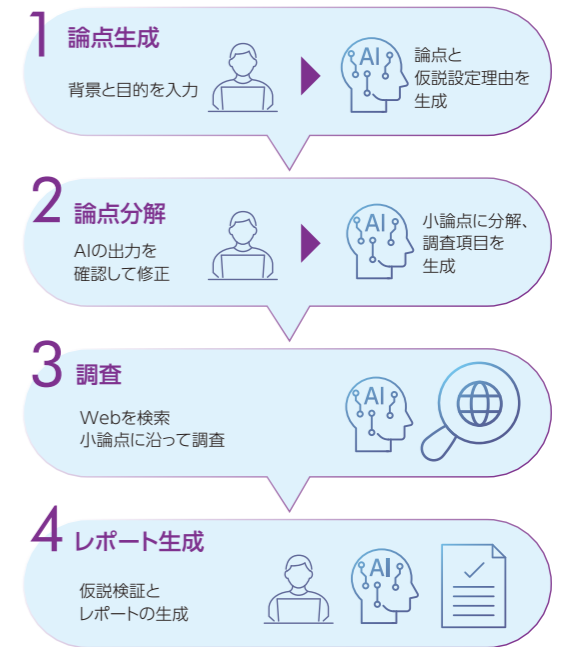 1 論点生成
背景と目的を入力
AI
論点と
仮説設定理由を
生成
2 論点分解
AIの出力を
確認して修正
AI
小論点に分解、
調査項目を
生成
3 調査
Webを検索
小論点に沿って調査
AI
4 レポート生成
仮説検証と
レポートの生成
AI